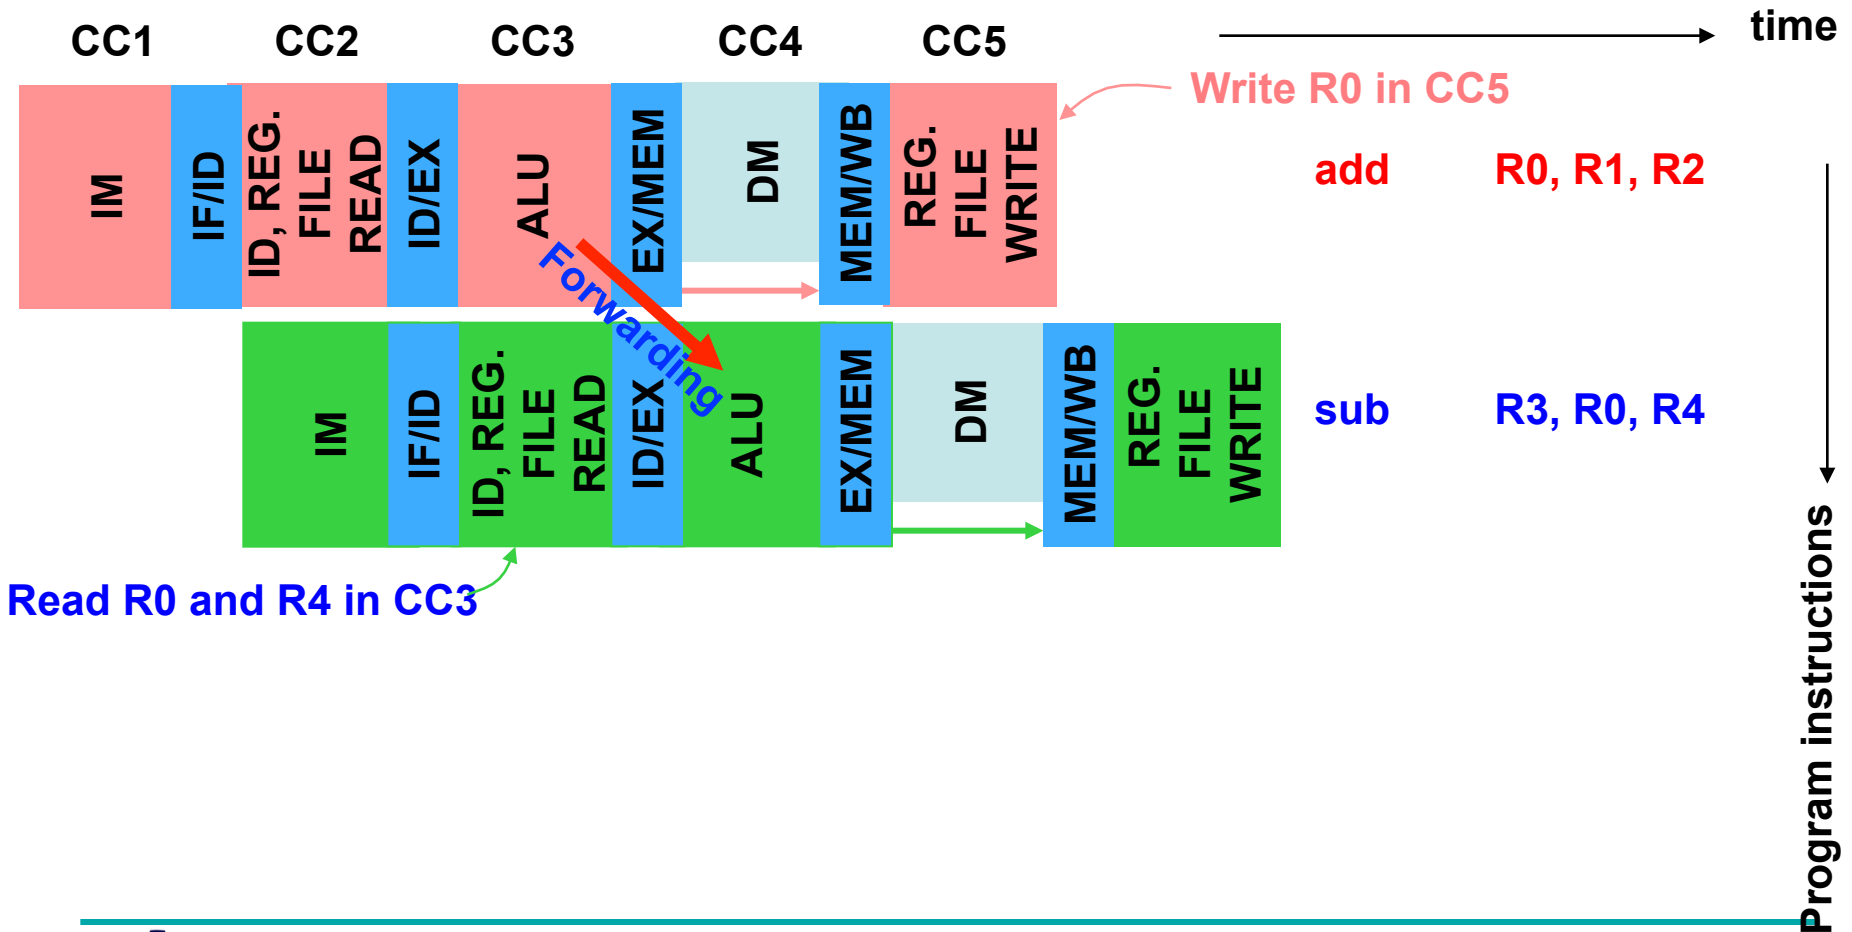 CC1 CC2 CC3 CC4 CC5 time
Write R0 in CC5
IM
IF/ID
ID, REG.
FILE
READ
ID/EX
ALU
EX/MEM
DM
MEM/WB
REG.
FILE
WRITE
add R0, R1, R2
Forwarding
IM
IF/ID
ID, REG.
FILE
READ
ID/EX
ALU
EX/MEM
DM
MEM/WB
REG.
FILE
WRITE
sub R3, R0, R4
Read R0 and R4 in CC3
Program instructions